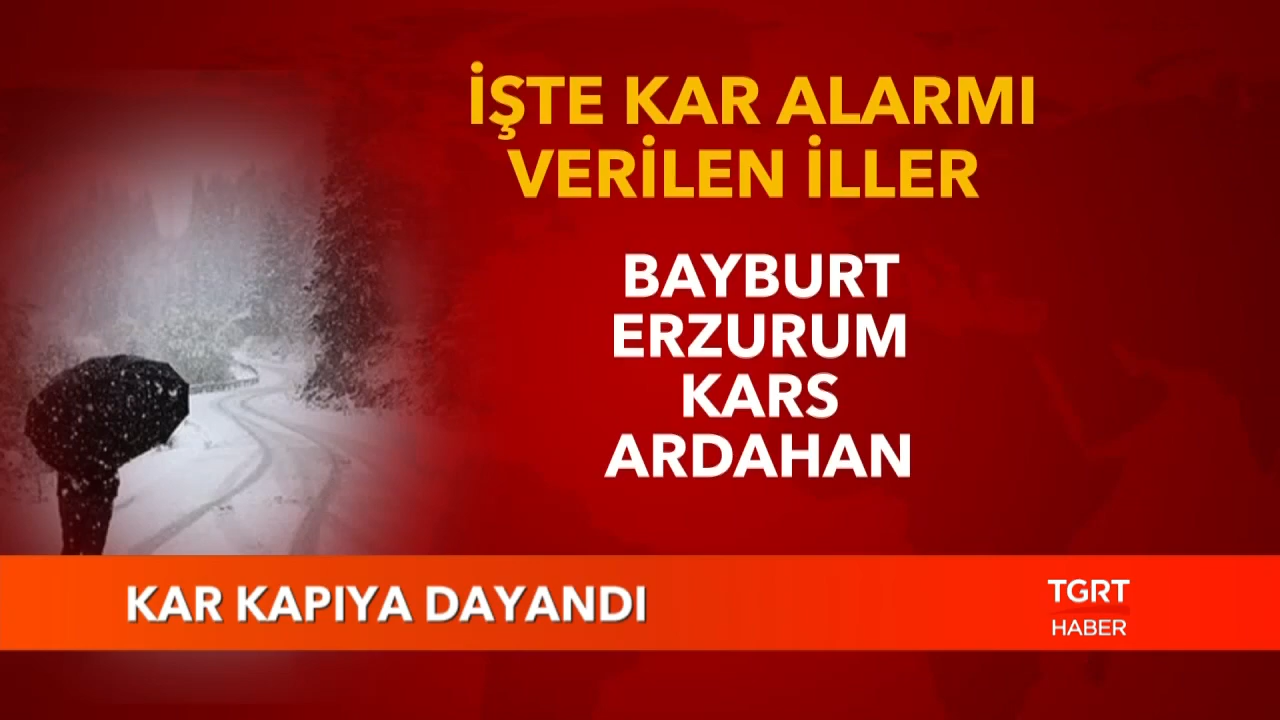 İŞTE KAR ALARMI
VERİLEN İLLER
BAYBURT
ERZURUM
KARS
ARDAHAN
KAR KAPIYA DAYANDI
TGRT
HABER